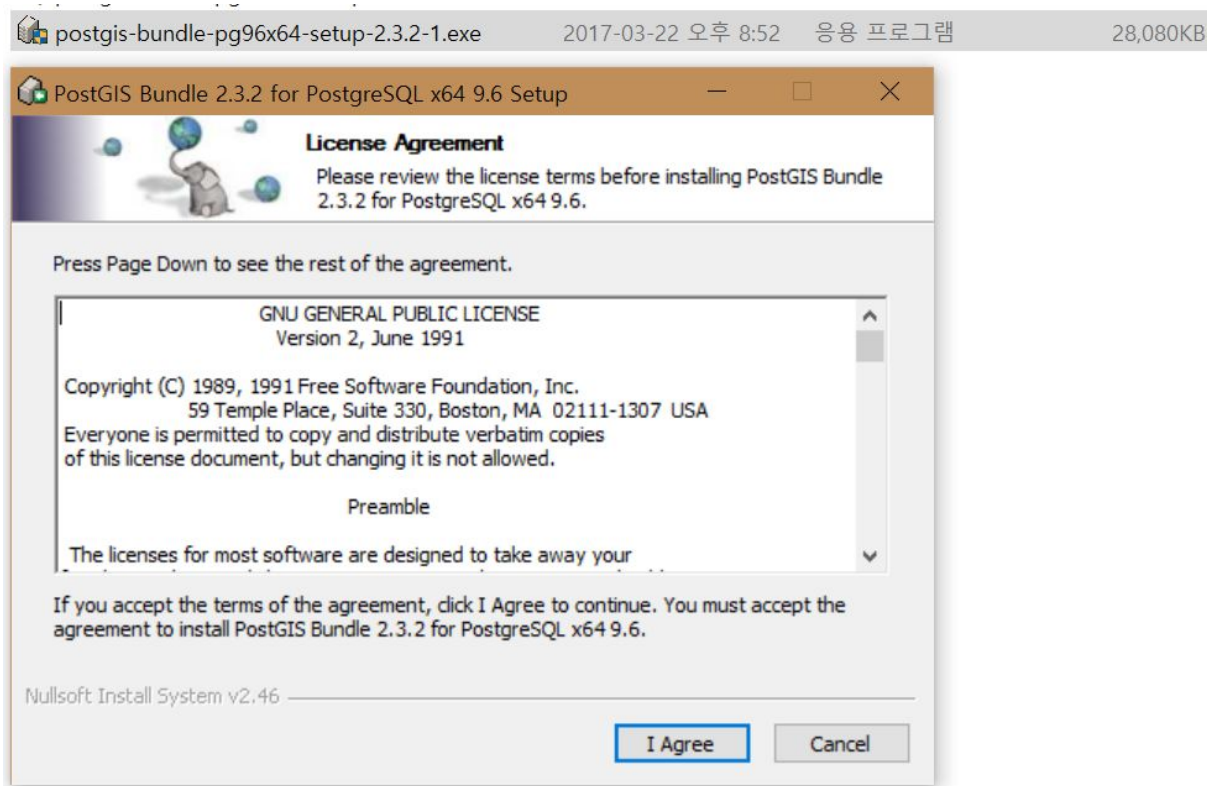 postgis-bundle-pg96x64-setup-2.3.2-1.exe 2017-03-22 오후 8:52 응용 프로그램 28,080KB
PostGIS Bundle 2.3.2 for PostgreSQL x64 9.6 Setup
License Agreement
Please review the license terms before installing PostGIS Bundle
2.3.2 for PostgreSQL x64 9.6.
Press Page Down to see the rest of the agreement.
GNU GENERAL PUBLIC LICENSE
Version 2, June 1991
Copyright (C) 1989, 1991 Free Software Foundation, Inc.
59 Temple Place, Suite 330, Boston, MA 02111-1307 USA
Everyone is permitted to copy and distribute verbatim copies
of this license document, but changing it is not allowed.
Preamble
The licenses for most software are designed to take away your
If you accept the terms of the agreement, click I Agree to continue. You must accept the
agreement to install PostGIS Bundle 2.3.2 for PostgreSQL x64 9.6.
Nullsoft Install System v2.46
I Agree Cancel